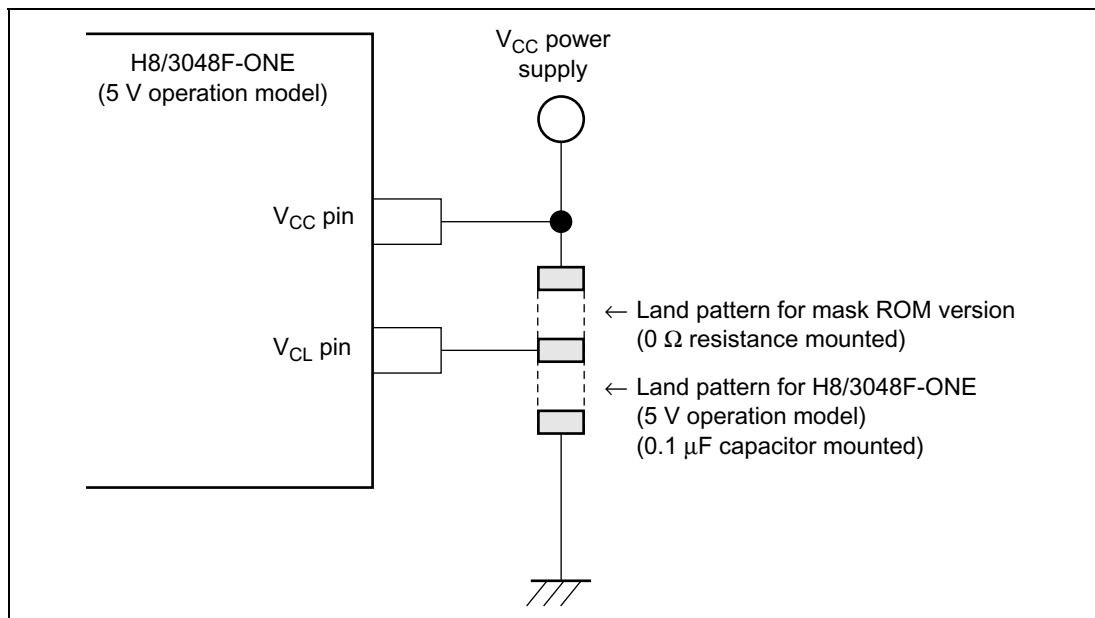 H8/3048F-ONE
(5 V operation model)
VCC power
supply
VCC pin
VCL pin
← Land pattern for mask ROM version
(0 Ω resistance mounted)
← Land pattern for H8/3048F-ONE
(5 V operation model)
(0.1 μF capacitor mounted)